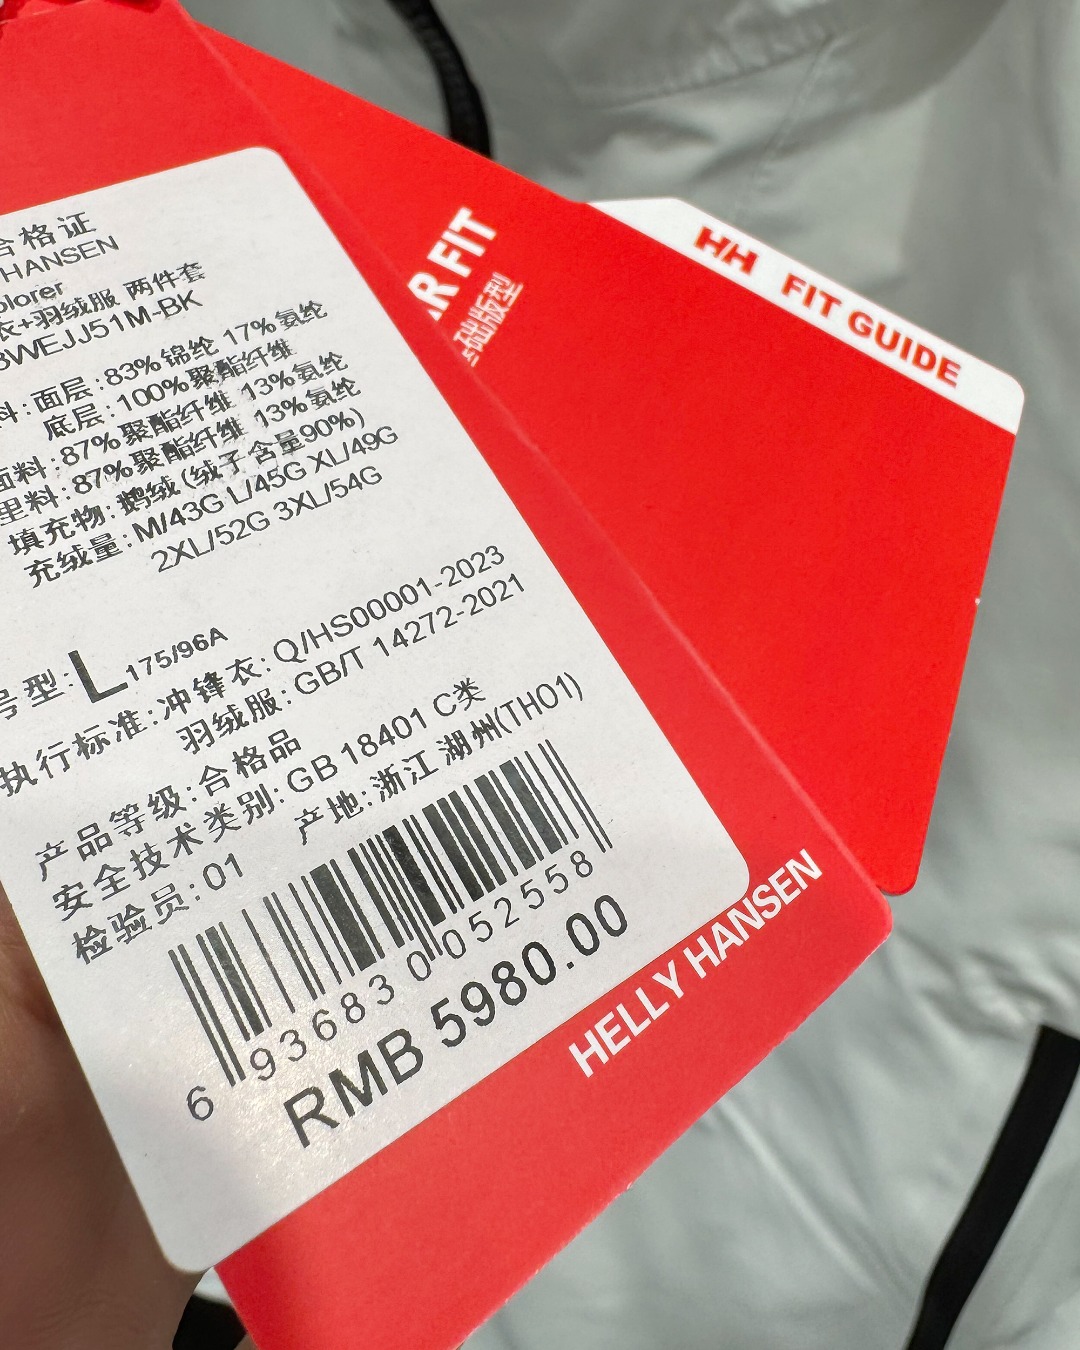 合格证
HANSEN
plorer
衣+羽绒服 两件套
3WEJJ51M-BK
料:面层:83%锦纶 17%氨纶
底层:100%聚酯纤维
面料:87%聚酯纤维 13%氨纶
里料:87%聚酯纤维 13%氨纶
填充物:鹅绒(绒子含量90%)
充绒量:M/43G L/45G XL/49G
2XL/52G 3XL/54G
号型:L175/96A
执行标准:冲锋衣:Q/HS00001-2023
羽绒服:GB/T 14272-2021
产品等级:合格品
安全技术类别:GB 18401 C类
检验员:01 产地:浙江 湖州(TH01)
6 936830 052558
RMB 5980.00
HELLY HANSEN
AR FIT
础版型
HH FIT GUIDE